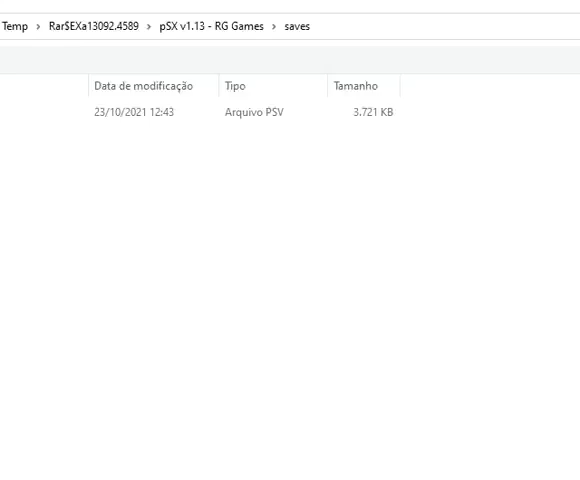 Temp > Rar$EXa13092.4589 > pSX v1.13 - RG Games > saves
Data de modificação Tipo Tamanho
23/10/2021 12:43 Arquivo PSV 3.721 KB